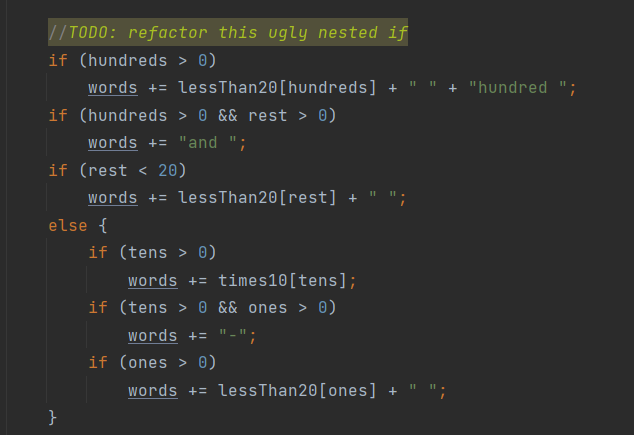 //TODO: refactor this ugly nested if
if (hundreds > 0)
    words += lessThan20[hundreds] + " " + "hundred ";
if (hundreds > 0 && rest > 0)
    words += "and ";
if (rest < 20)
    words += lessThan20[rest] + " ";
else {
    if (tens > 0)
        words += times10[tens];
    if (tens > 0 && ones > 0)
        words += "-";
    if (ones > 0)
        words += lessThan20[ones] + " ";
}